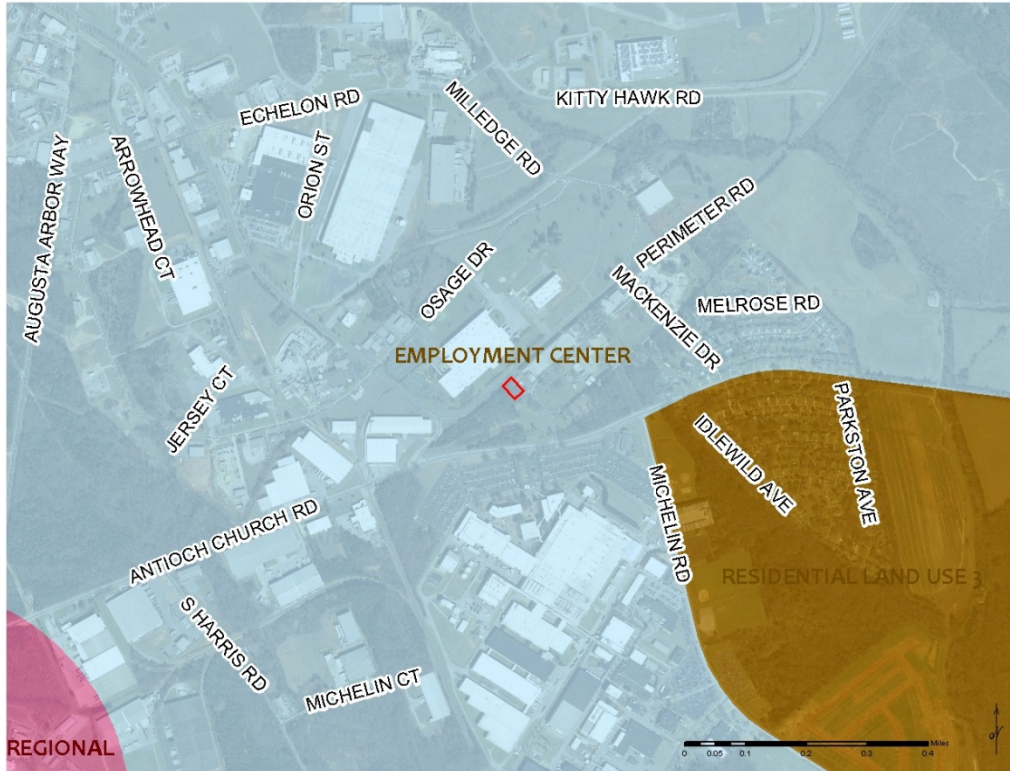 ECHELON RD
MILLEDGE RD
KITTY HAWK RD
AUGUSTA ARBOR WAY
ARROWHEAD CT
ORION ST
OSAGE DR
PERIMETER RD
MACKENZIE DR
MELROSE RD
EMPLOYMENT CENTER
JERSEY CT
IDLEWILD AVE
PARKSTON AVE
MICHELIN RD
ANTIOCH CHURCH RD
RESIDENTIAL LAND USE 3
S HARRIS RD
MICHELIN CT
REGIONAL
Miles
0 0.05 0.1 0.2 0.3 0.4